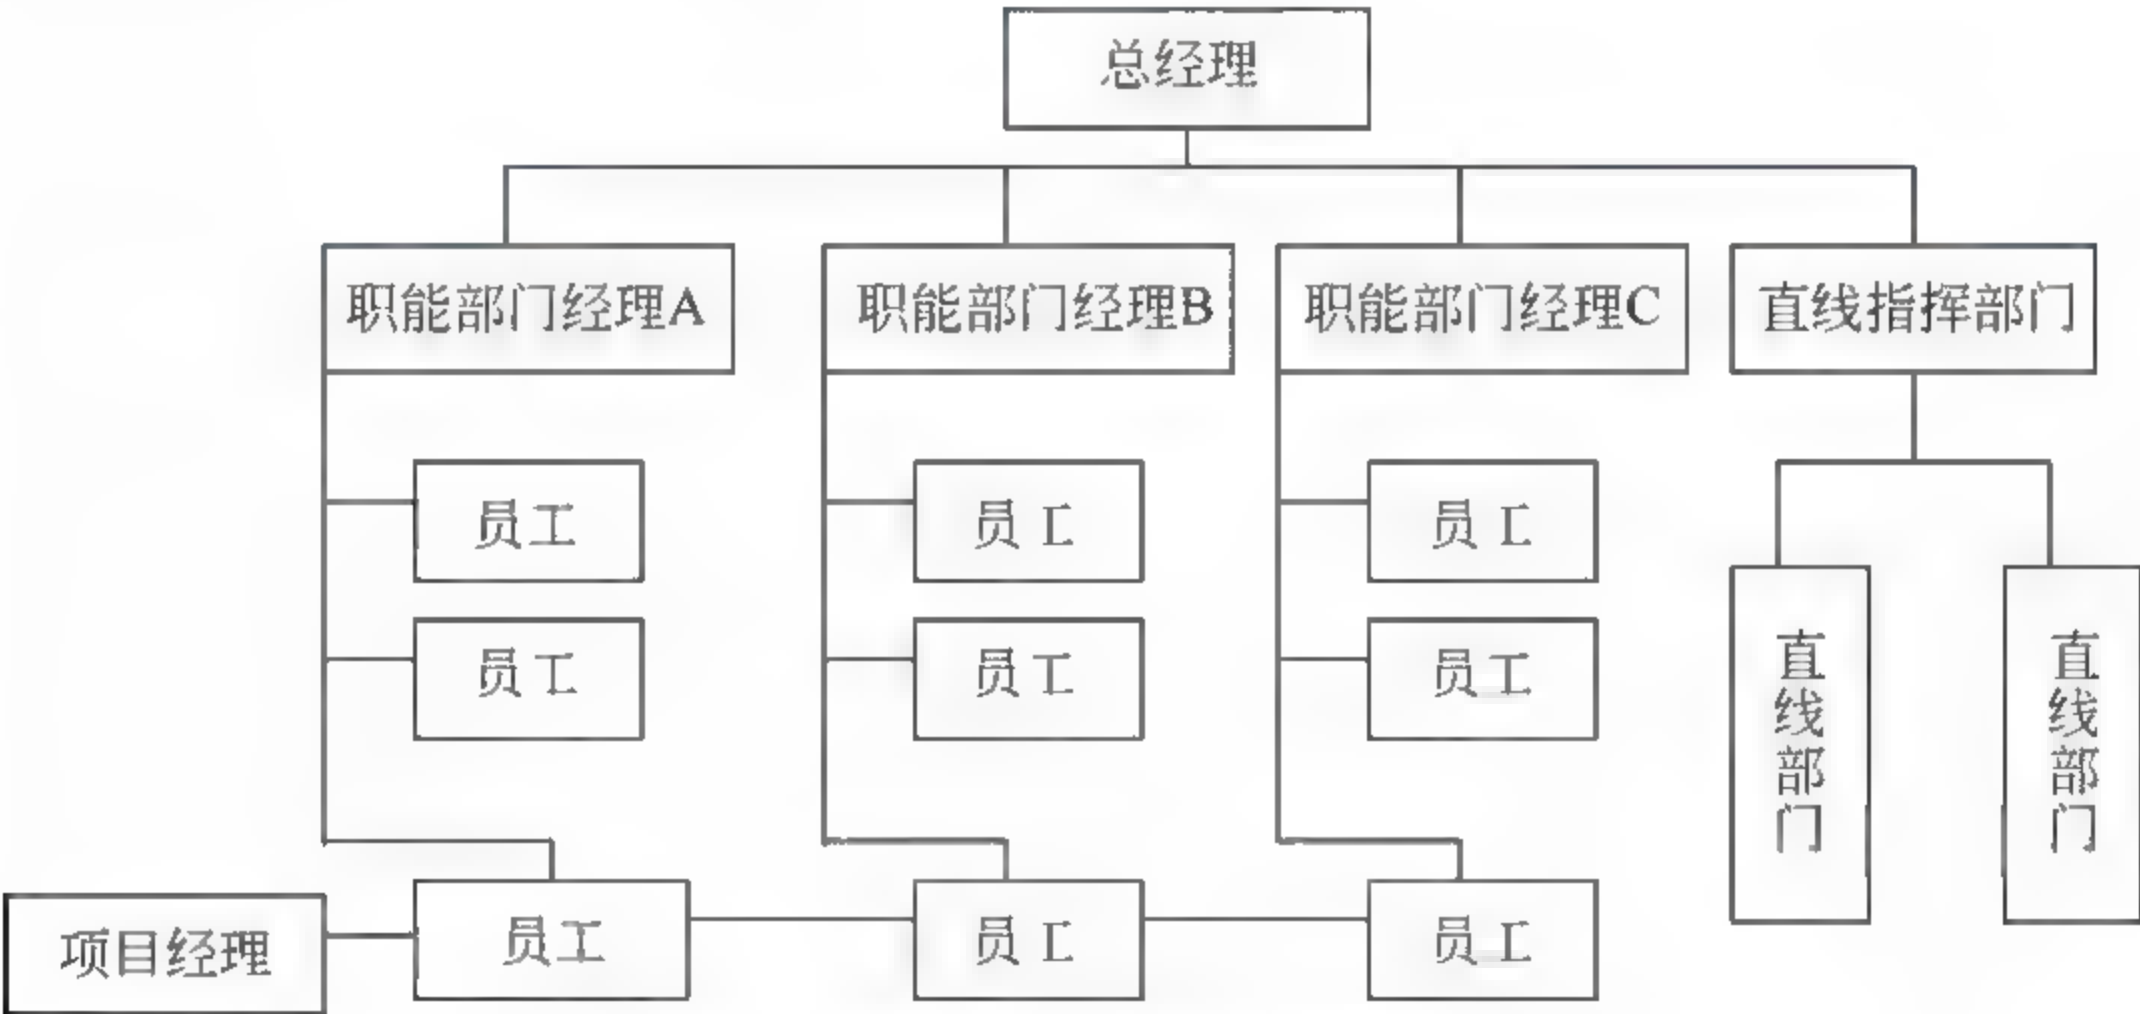 总经理
职能部门经理A
职能部门经理B
职能部门经理C
直线指挥部门
员工
员工
员工
员工
员工
员工
直线部门
直线部门
项目经理
员工
员工
员工